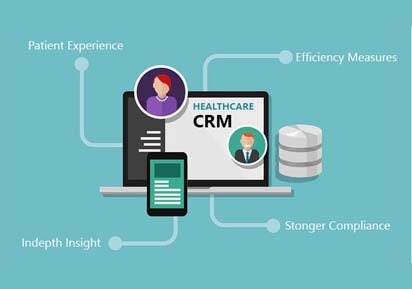 Patient Experience
Efficiency Measures
HEALTHCARE
CRM
Stonger Compliance
Indepth Insight